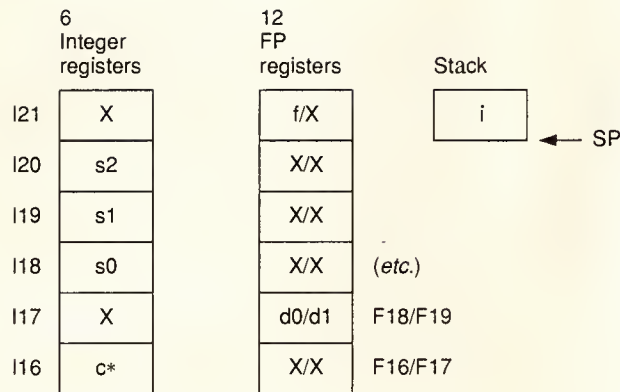 6 12
Integer FP
registers registers Stack
I21 X f/X i
SP
I20 s2 X/X
I19 s1 X/X
I18 s0 X/X (etc.)
I17 X d0/d1 F18/F19
I16 c* X/X F16/F17